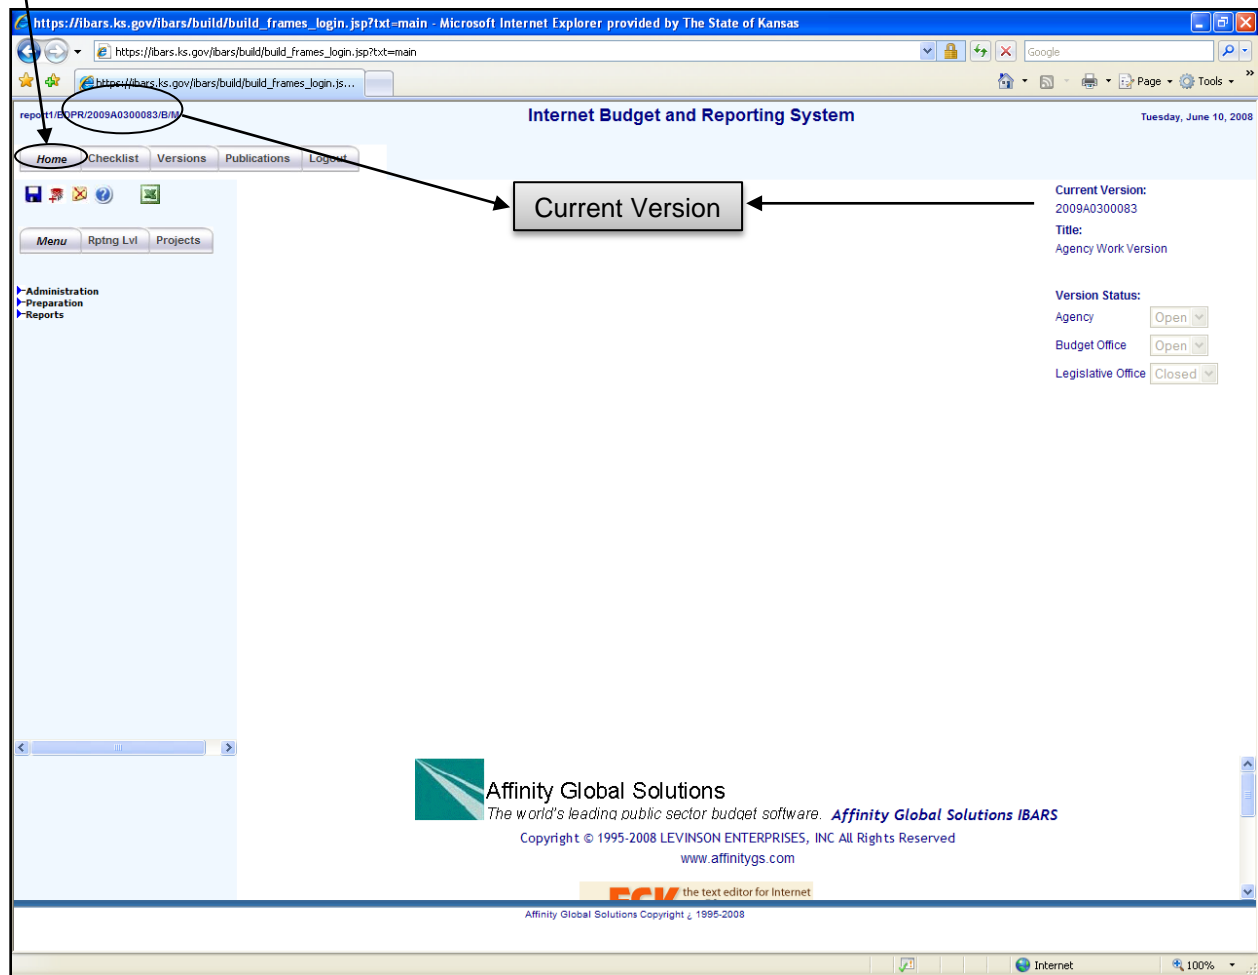 https://ibars.ks.gov/ibars/build/build_frames_login.jsp?txt=main - Microsoft Internet Explorer provided by The State of Kansas
https://ibars.ks.gov/ibars/build/build_frames_login.jsp?txt=main
Google
https://ibars.ks.gov/ibars/build/build_frames_login.js...
Page
Tools
report1/BDPR/2009A0300083/B/M
Internet Budget and Reporting System
Tuesday, June 10, 2008
Home Checklist Versions Publications Logout
Current Version
Current Version:
2009A0300083
Title:
Agency Work Version
Menu Rptng Lvl Projects
Administration
Preparation
Reports
Version Status:
Agency Open
Budget Office Open
Legislative Office Closed
Affinity Global Solutions
The world's leading public sector budget software. Affinity Global Solutions IBARS
Copyright © 1995-2008 LEVINSON ENTERPRISES, INC All Rights Reserved
www.affinitygs.com
FCK the text editor for Internet
Affinity Global Solutions Copyright ¿ 1995-2008
Internet
100%